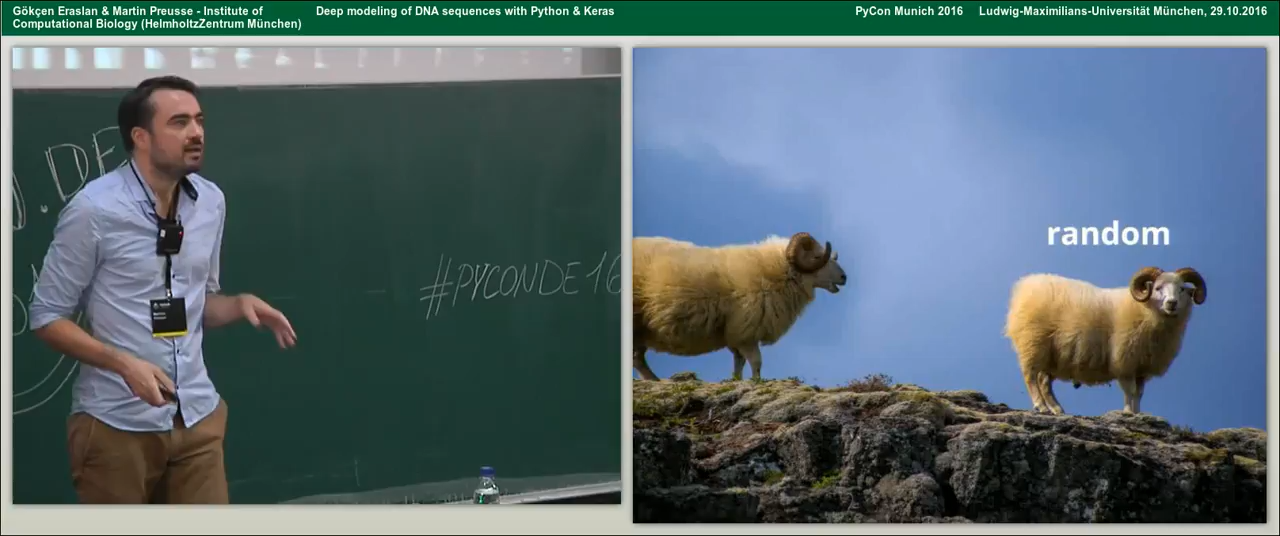 Gökçen Eraslan & Martin Preusse - Institute of
Computational Biology (HelmholtzZentrum München)
Deep modeling of DNA sequences with Python & Keras
PyCon Munich 2016
Ludwig-Maximilians-Universität München, 29.10.2016
.DE
#PYCONDE16
random